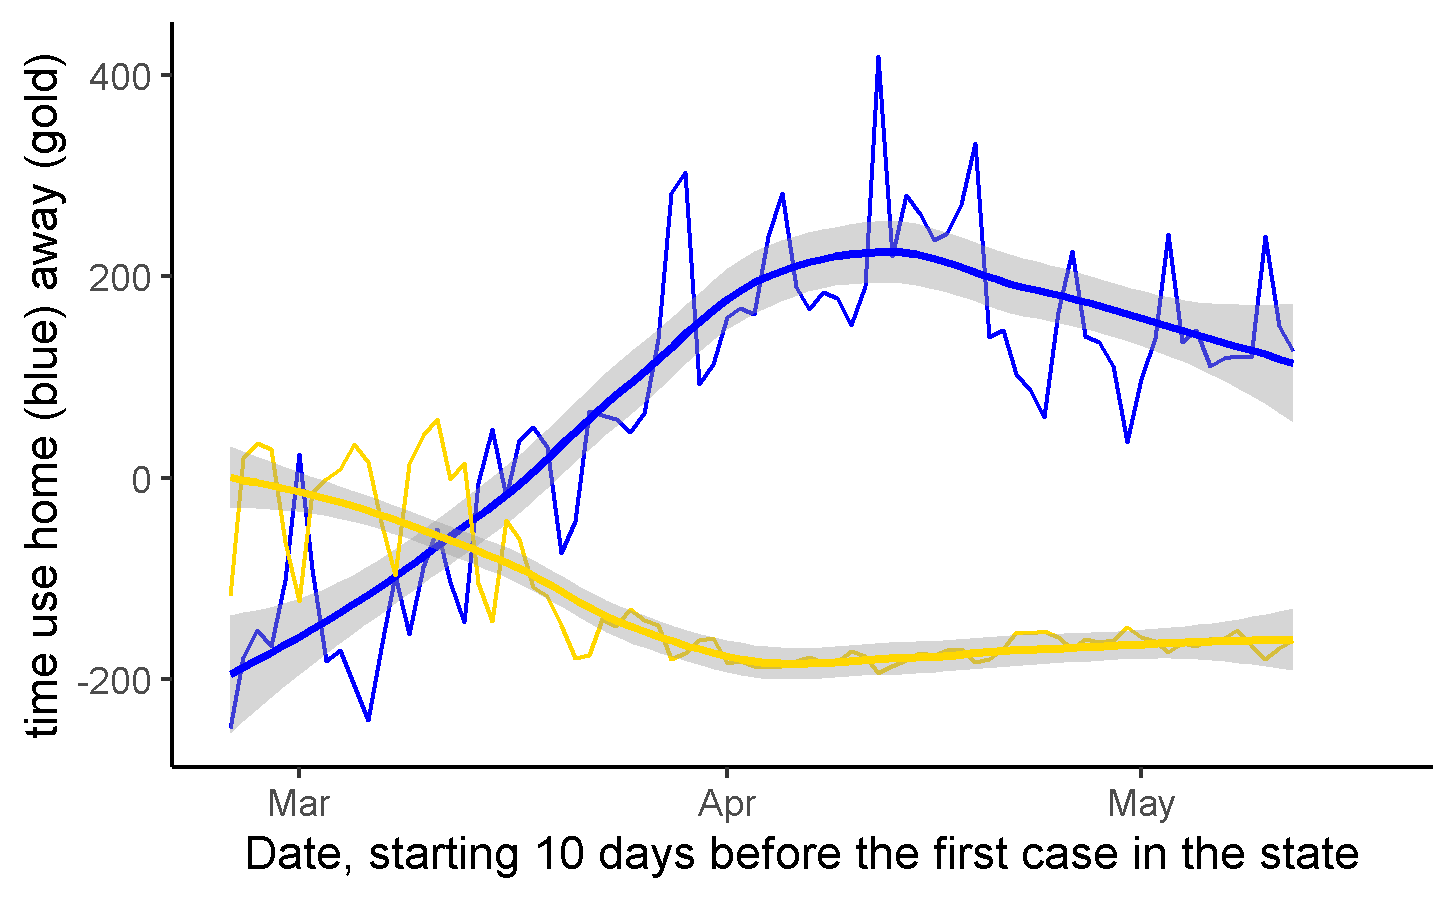 time use home (blue) away (gold)
400
200
0
-200
Mar
Apr
May
Date, starting 10 days before the first case in the state